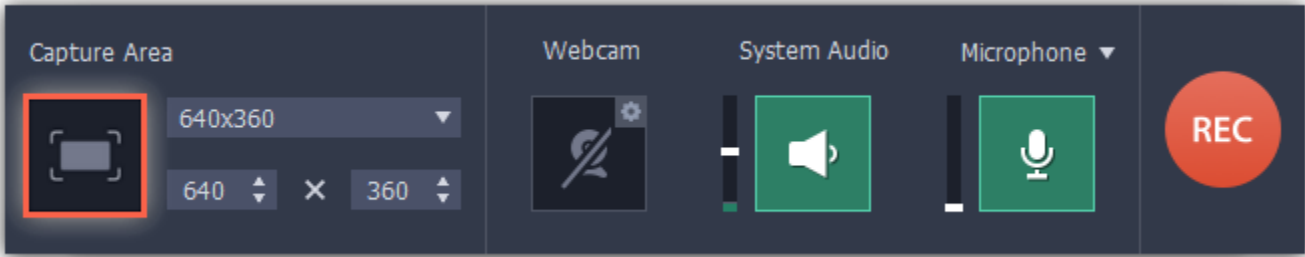 Capture Area
640x360
640 × 360
Webcam
System Audio
Microphone
REC